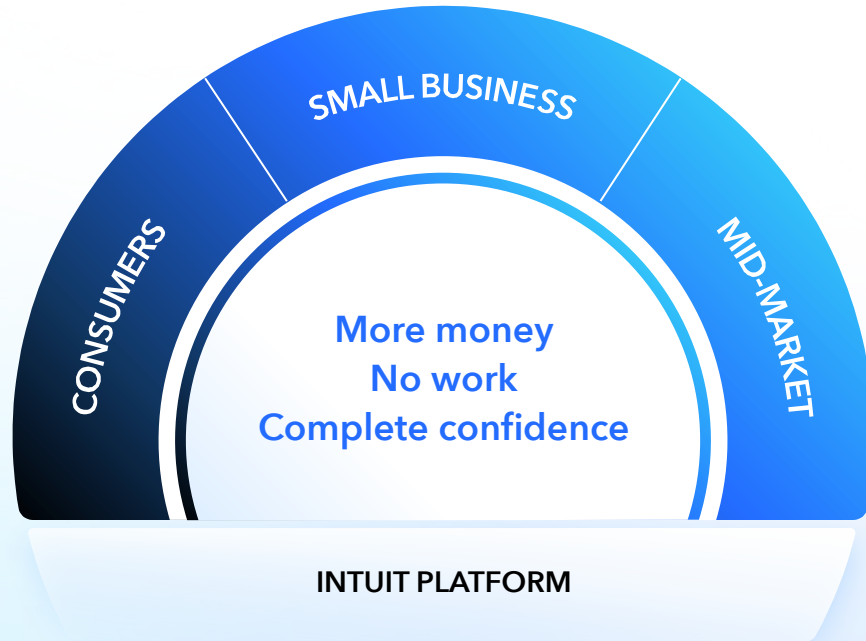 CONSUMERS
SMALL BUSINESS
MID-MARKET
More money
No work
Complete confidence
INTUIT PLATFORM